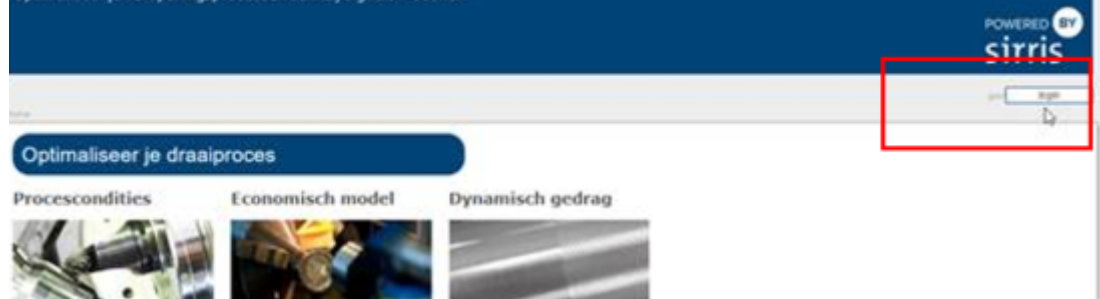 POWERED BY
sirris
login
Optimaliseer je draaiproces
Procescondities
Economisch model
Dynamisch gedrag